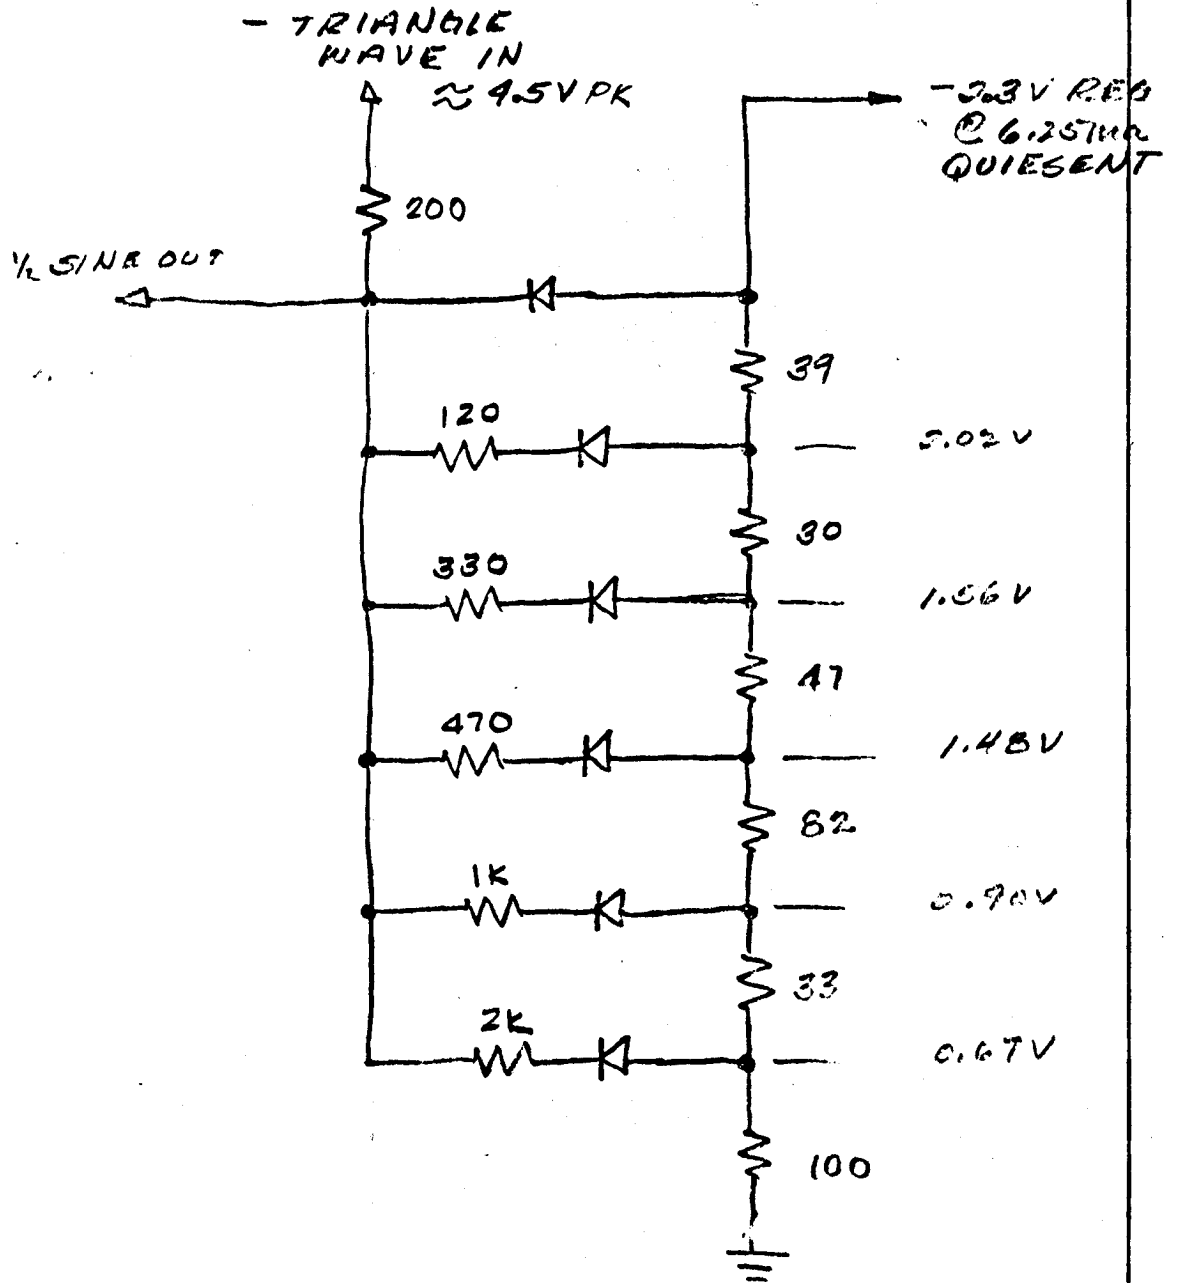 - TRIANGLE
WAVE IN
≈ 4.5V PK
-2.3V REG
@ 6.25ma
QUIESENT
200
1/2 SINE OUT
39
120
2.02V
30
330
1.56V
47
470
1.48V
82
1K
0.90V
33
2K
0.67V
100